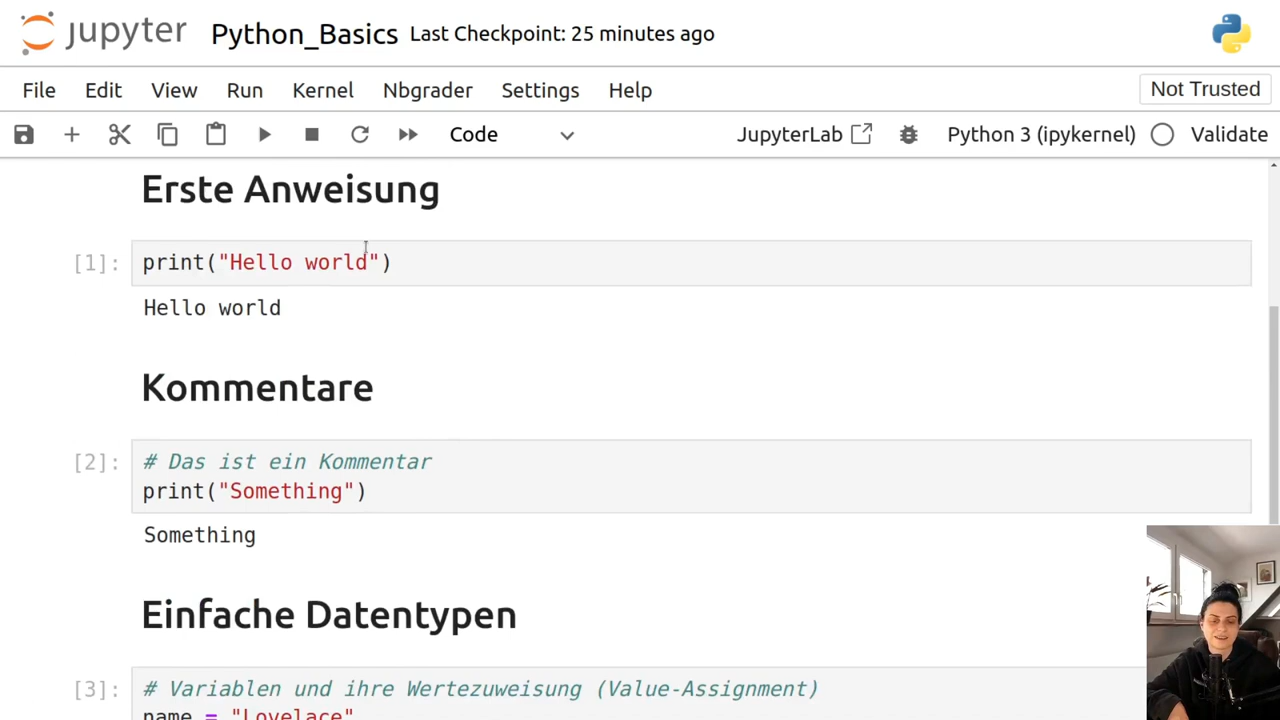 jupyter Python_Basics Last Checkpoint: 25 minutes ago
File Edit View Run Kernel Nbgrader Settings Help Not Trusted
Code JupyterLab Python 3 (ipykernel) Validate
Erste Anweisung
[1]: print("Hello world")
Hello world
Kommentare
[2]: # Das ist ein Kommentar
print("Something")
Something
Einfache Datentypen
[3]: # Variablen und ihre Wertezuweisung (Value-Assignment)
name = "Lovelace"